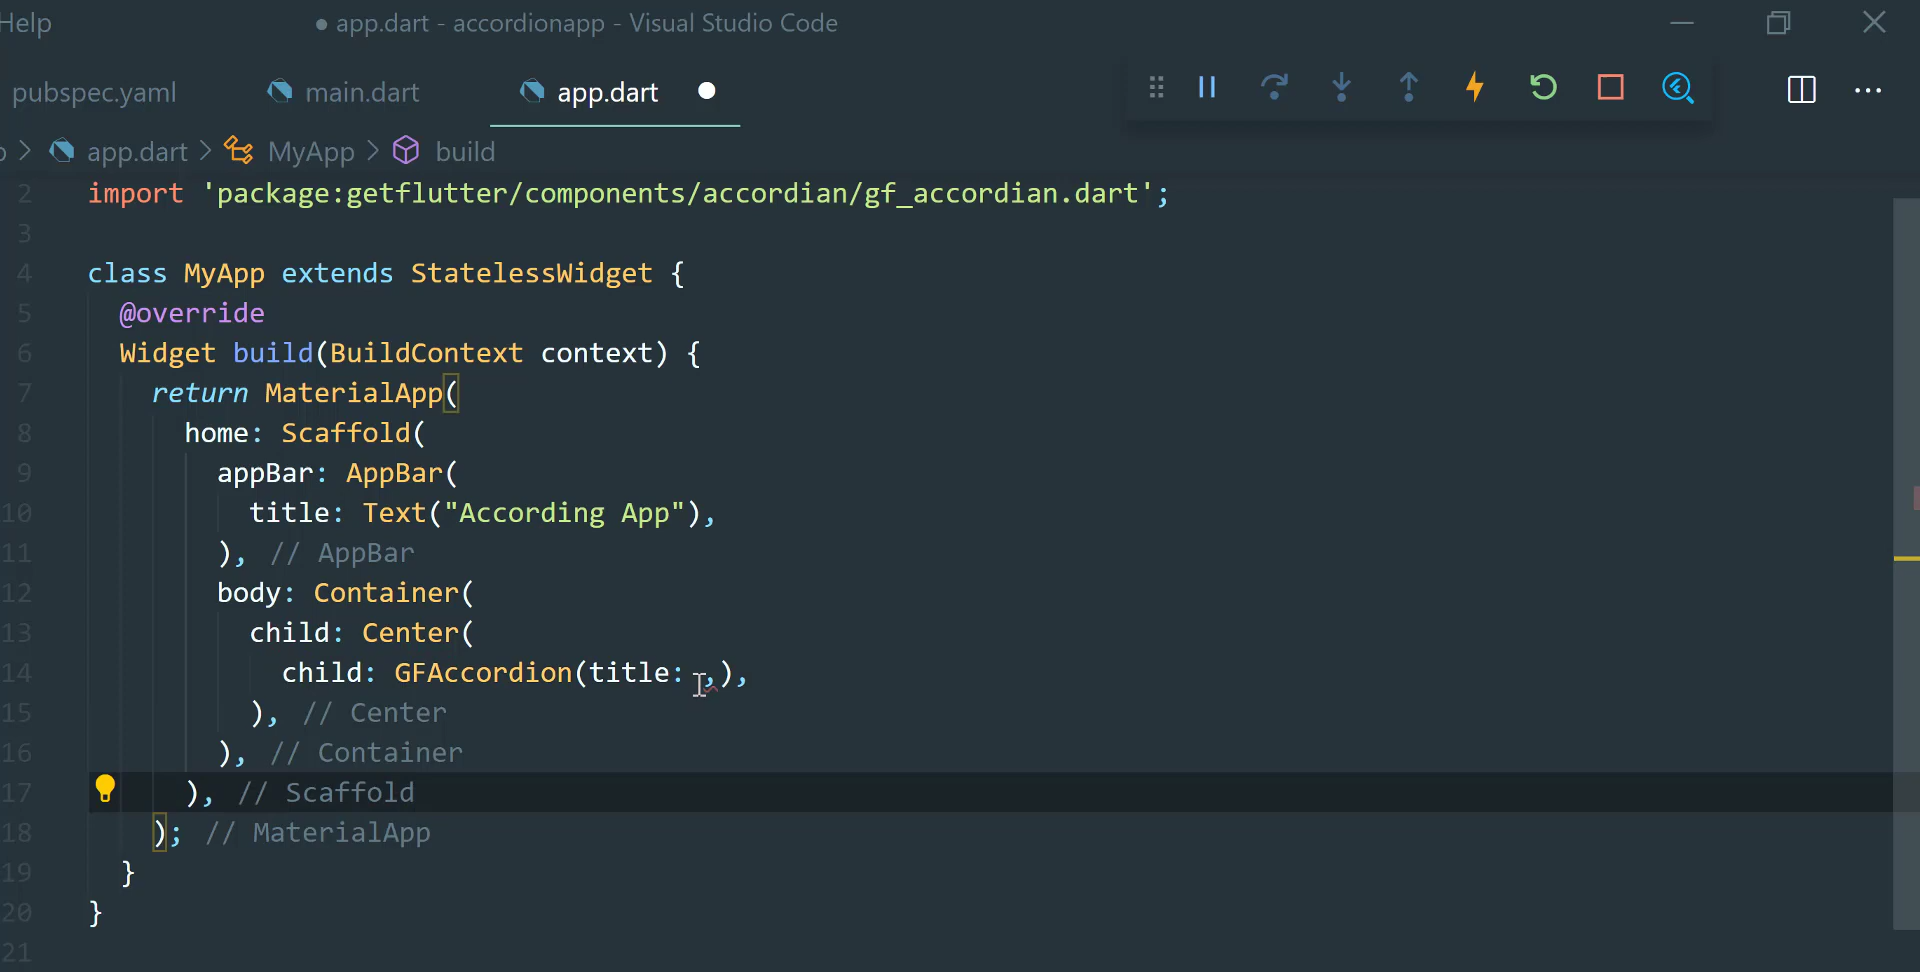 Help
● app.dart - accordionapp - Visual Studio Code
pubspec.yaml
main.dart
app.dart
> app.dart > MyApp > build
2 import 'package:getflutter/components/accordian/gf_accordian.dart';
3
4 class MyApp extends StatelessWidget {
5 @override
6 Widget build(BuildContext context) {
7 return MaterialApp(
8 home: Scaffold(
9 appBar: AppBar(
10 title: Text("According App"),
11 ), // AppBar
12 body: Container(
13 child: Center(
14 child: GFAccordion(title: ,),
15 ), // Center
16 ), // Container
17 ), // Scaffold
18 ); // MaterialApp
19 }
20 }
21